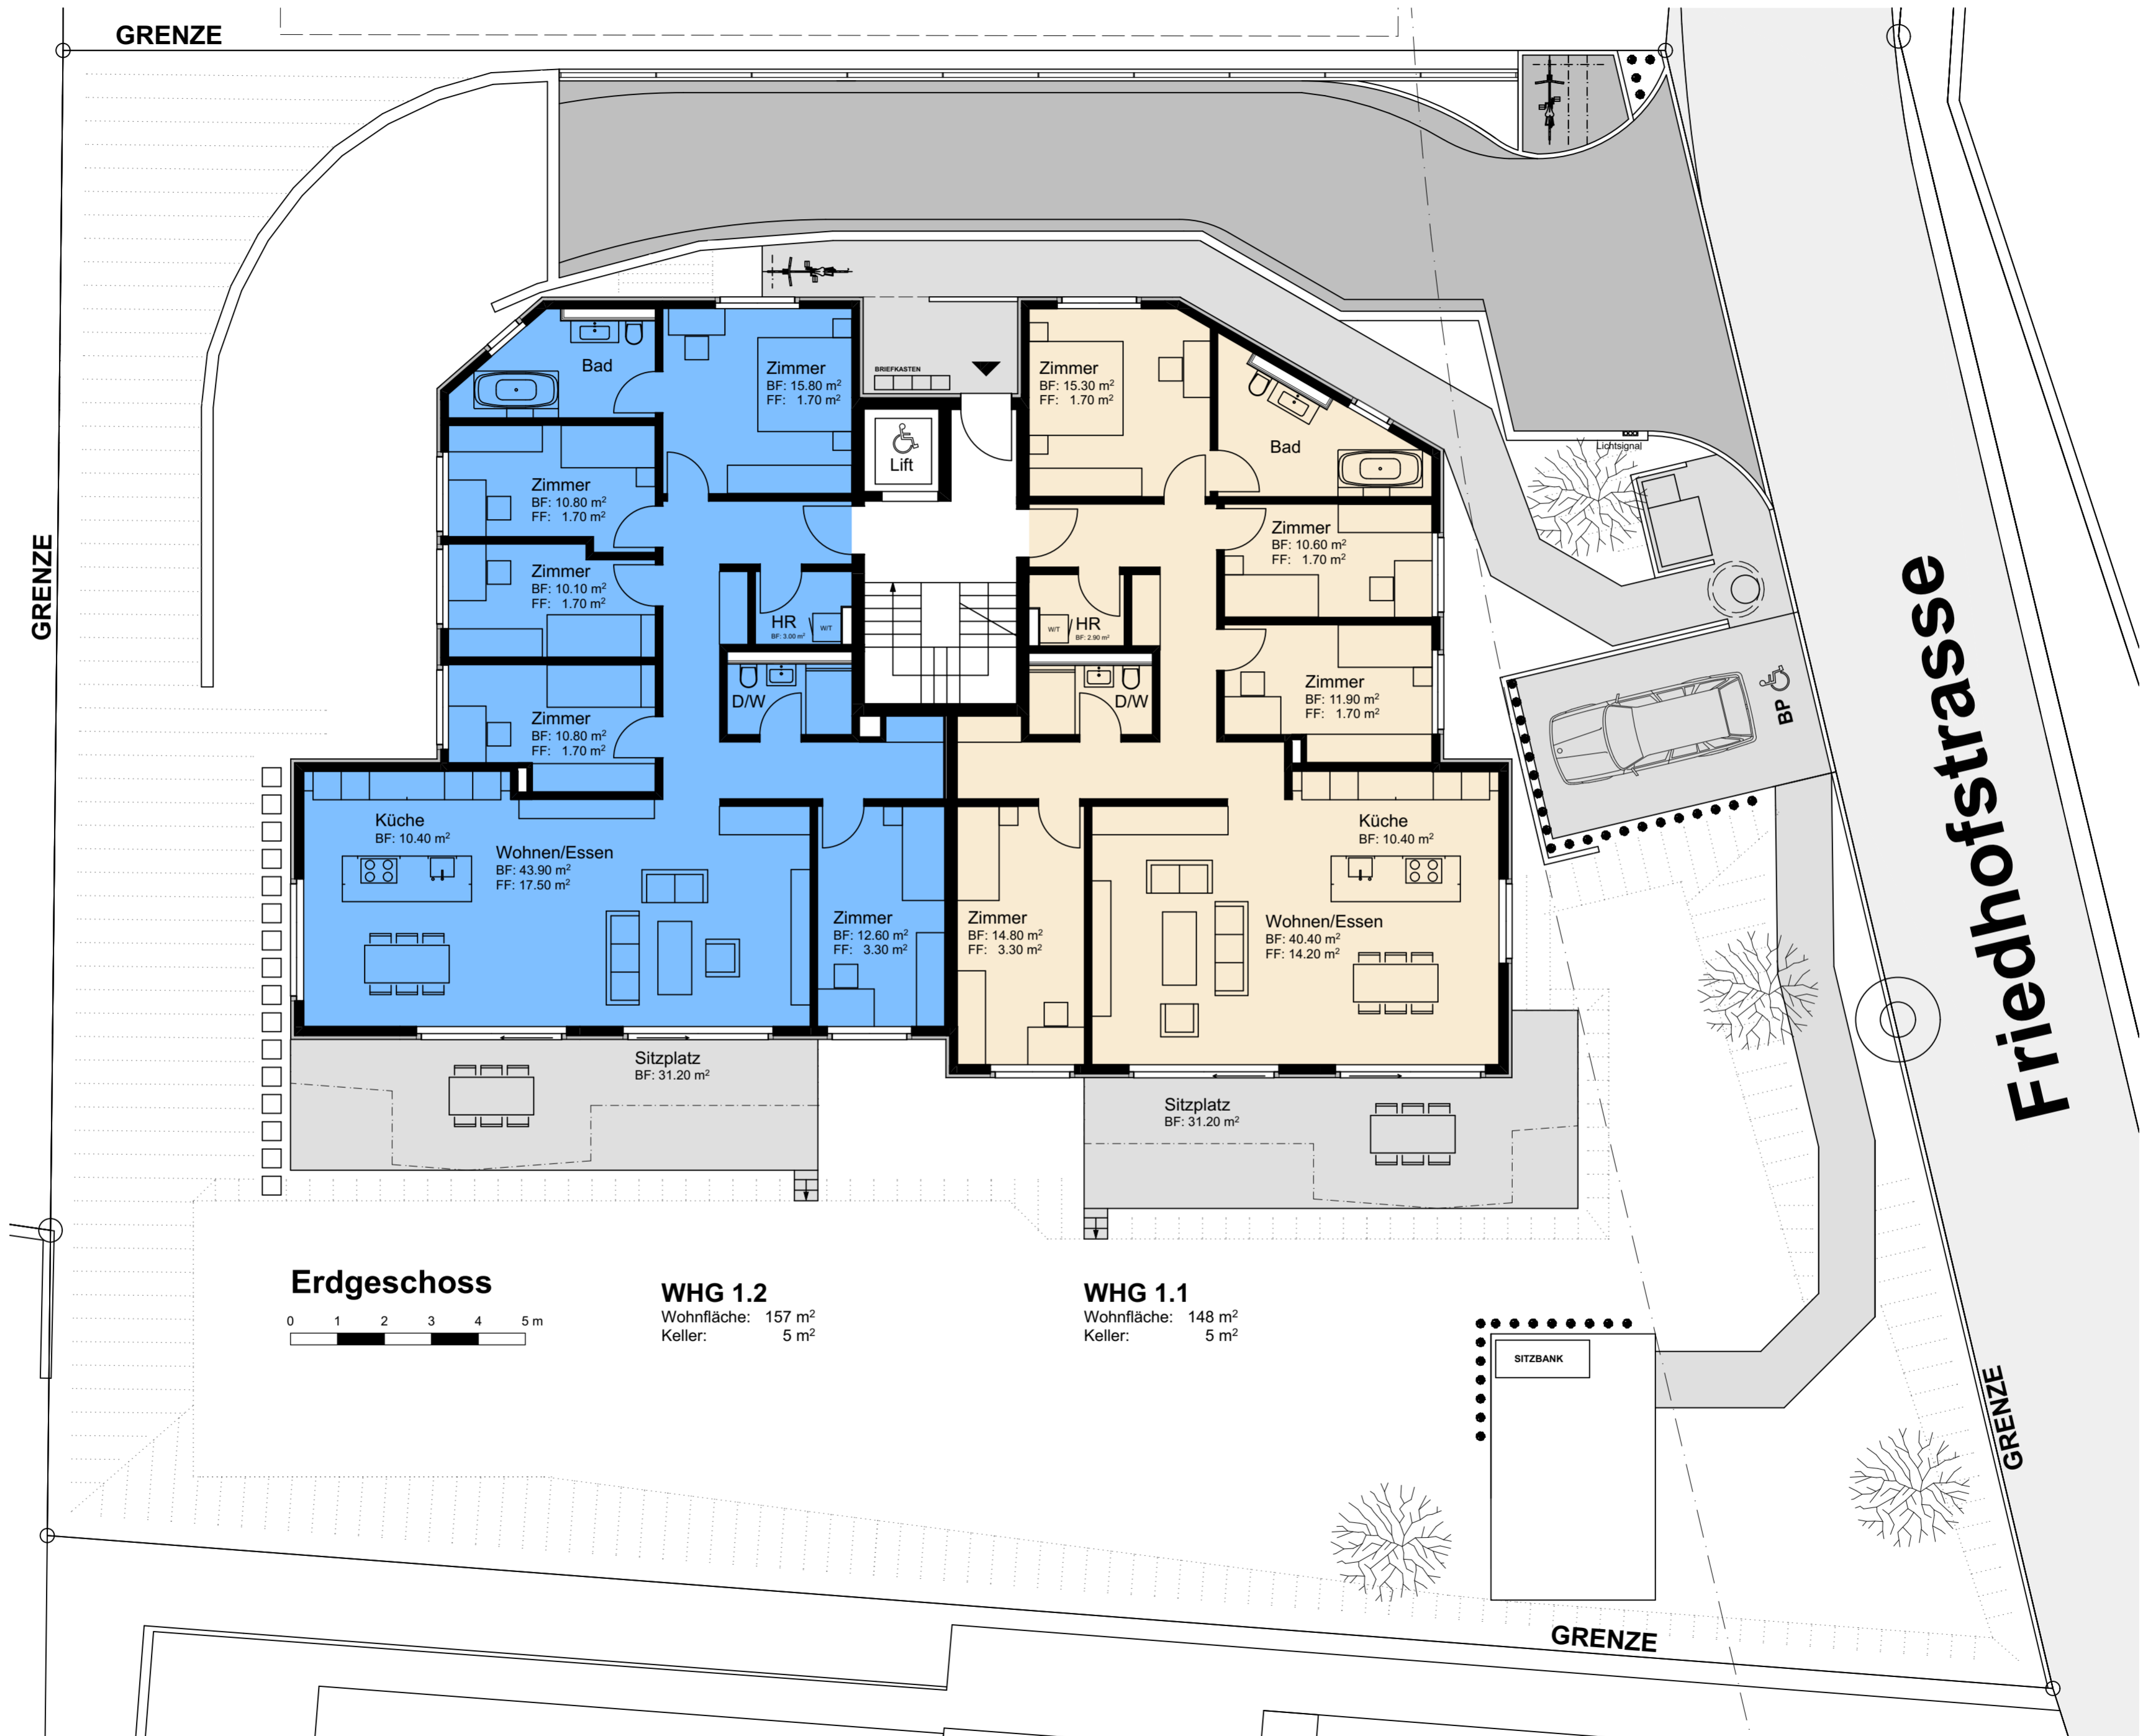 GRENZE
Bad
Zimmer
BF: 15.80 m²
FF: 1.70 m²
BRIEFKASTEN
Zimmer
BF: 15.30 m²
FF: 1.70 m²
Bad
Lift
Lichtsignal
Zimmer
BF: 10.80 m²
FF: 1.70 m²
Zimmer
BF: 10.60 m²
FF: 1.70 m²
GRENZE
Zimmer
BF: 10.10 m²
FF: 1.70 m²
HR
BF: 3.00 m²
W/T
W/T
HR
BF: 2.90 m²
Zimmer
BF: 11.90 m²
FF: 1.70 m²
D/W
D/W
BP
Friedhofstrasse
Zimmer
BF: 10.80 m²
FF: 1.70 m²
Küche
BF: 10.40 m²
Wohnen/Essen
BF: 43.90 m²
FF: 17.50 m²
Küche
BF: 10.40 m²
Zimmer
BF: 12.60 m²
FF: 3.30 m²
Zimmer
BF: 14.80 m²
FF: 3.30 m²
Wohnen/Essen
BF: 40.40 m²
FF: 14.20 m²
Sitzplatz
BF: 31.20 m²
Sitzplatz
BF: 31.20 m²
Erdgeschoss
0 1 2 3 4 5 m
WHG 1.2
Wohnfläche: 157 m²
Keller: 5 m²
WHG 1.1
Wohnfläche: 148 m²
Keller: 5 m²
SITZBANK
GRENZE
GRENZE